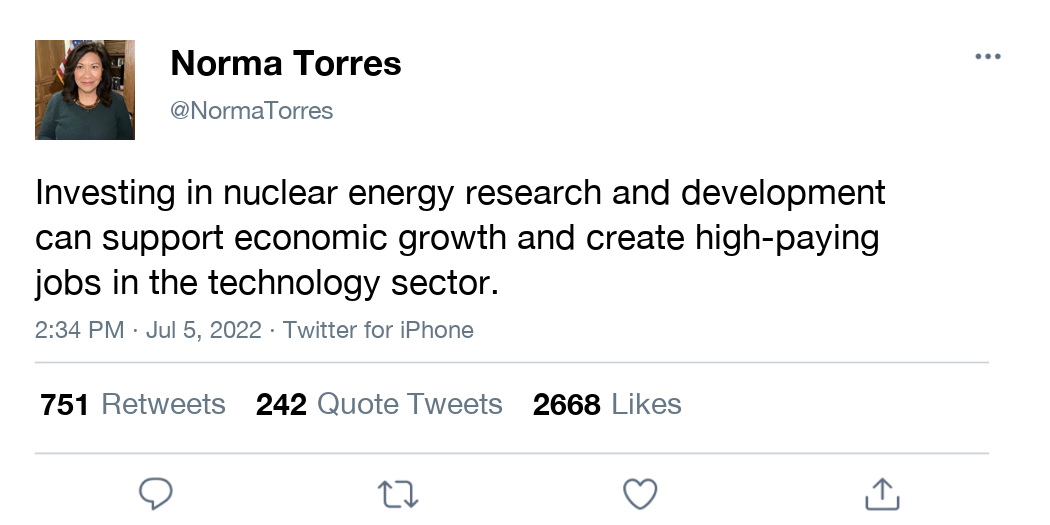 Norma Torres
@NormaTorres
Investing in nuclear energy research and development
can support economic growth and create high-paying
jobs in the technology sector.
2:34 PM · Jul 5, 2022 · Twitter for iPhone
751 Retweets 242 Quote Tweets 2668 Likes